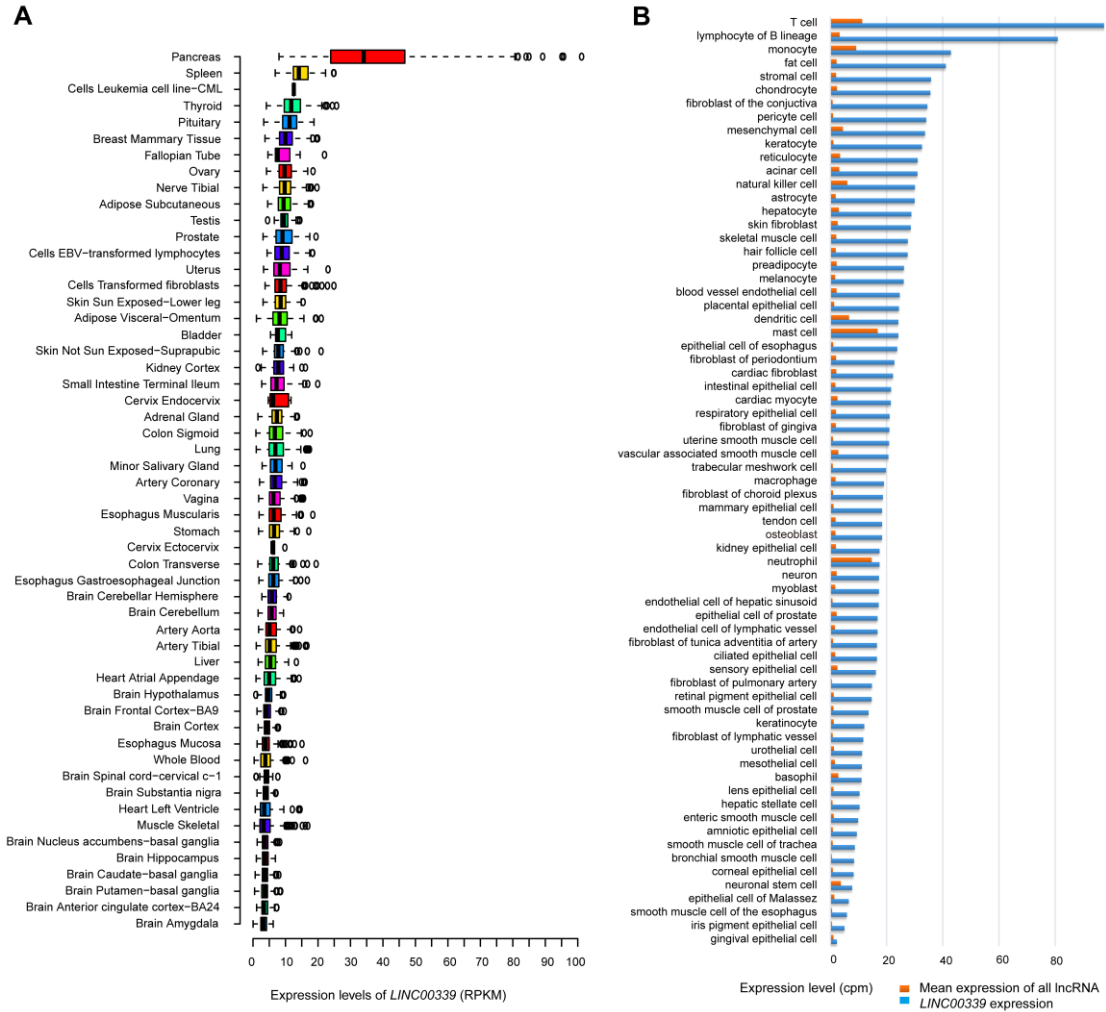 A
Pancreas
Spleen
Cells Leukemia cell line−CML
Thyroid
Pituitary
Breast Mammary Tissue
Fallopian Tube
Ovary
Nerve Tibial
Adipose Subcutaneous
Testis
Prostate
Cells EBV−transformed lymphocytes
Uterus
Cells Transformed fibroblasts
Skin Sun Exposed−Lower leg
Adipose Visceral−Omentum
Bladder
Skin Not Sun Exposed−Suprapubic
Kidney Cortex
Small Intestine Terminal Ileum
Cervix Endocervix
Adrenal Gland
Colon Sigmoid
Lung
Minor Salivary Gland
Artery Coronary
Vagina
Esophagus Muscularis
Stomach
Cervix Ectocervix
Colon Transverse
Esophagus Gastroesophageal Junction
Brain Cerebellar Hemisphere
Brain Cerebellum
Artery Aorta
Artery Tibial
Liver
Heart Atrial Appendage
Brain Hypothalamus
Brain Frontal Cortex−BA9
Brain Cortex
Esophagus Mucosa
Whole Blood
Brain Spinal cord−cervical c−1
Brain Substantia nigra
Heart Left Ventricle
Muscle Skeletal
Brain Nucleus accumbens−basal ganglia
Brain Hippocampus
Brain Caudate−basal ganglia
Brain Putamen−basal ganglia
Brain Anterior cingulate cortex−BA24
Brain Amygdala
0 10 20 30 40 50 60 70 80 90 100
Expression levels of LINC00339 (RPKM)
B
T cell
lymphocyte of B lineage
monocyte
fat cell
stromal cell
chondrocyte
fibroblast of the conjuctiva
pericyte cell
mesenchymal cell
keratocyte
reticulocyte
acinar cell
natural killer cell
astrocyte
hepatocyte
skin fibroblast
skeletal muscle cell
hair follicle cell
preadipocyte
melanocyte
blood vessel endothelial cell
placental epithelial cell
dendritic cell
mast cell
epithelial cell of esophagus
fibroblast of periodontium
cardiac fibroblast
intestinal epithelial cell
cardiac myocyte
respiratory epithelial cell
fibroblast of gingiva
uterine smooth muscle cell
vascular associated smooth muscle cell
trabecular meshwork cell
macrophage
fibroblast of choroid plexus
mammary epithelial cell
tendon cell
osteoblast
kidney epithelial cell
neutrophil
neuron
myoblast
endothelial cell of hepatic sinusoid
epithelial cell of prostate
endothelial cell of lymphatic vessel
fibroblast of tunica adventitia of artery
ciliated epithelial cell
sensory epithelial cell
fibroblast of pulmonary artery
retinal pigment epithelial cell
smooth muscle cell of prostate
keratinocyte
fibroblast of lymphatic vessel
urothelial cell
mesothelial cell
basophil
lens epithelial cell
hepatic stellate cell
enteric smooth muscle cell
amniotic epithelial cell
smooth muscle cell of trachea
bronchial smooth muscle cell
corneal epithelial cell
neuronal stem cell
epithelial cell of Malassez
smooth muscle cell of the esophagus
iris pigment epithelial cell
gingival epithelial cell
0 20 40 60 80
Expression level (cpm)
Mean expression of all lncRNA
LINC00339 expression